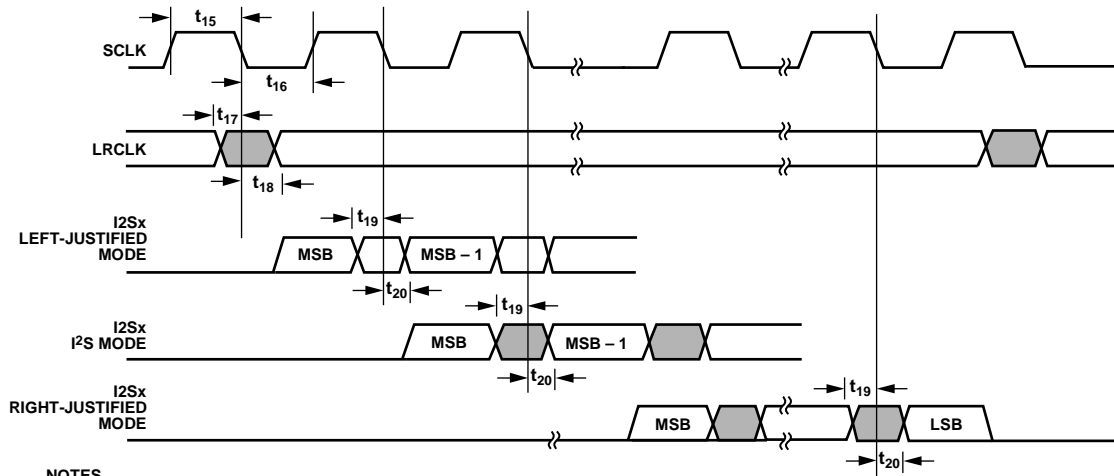 t15
SCLK
t16
t17
LRCLK
t18
I2Sx
LEFT-JUSTIFIED
MODE
t19
MSB
MSB – 1
t20
I2Sx
I²S MODE
t19
MSB
MSB–1
t20
I2Sx
RIGHT-JUSTIFIED
MODE
t19
MSB
LSB
t20
NOTES